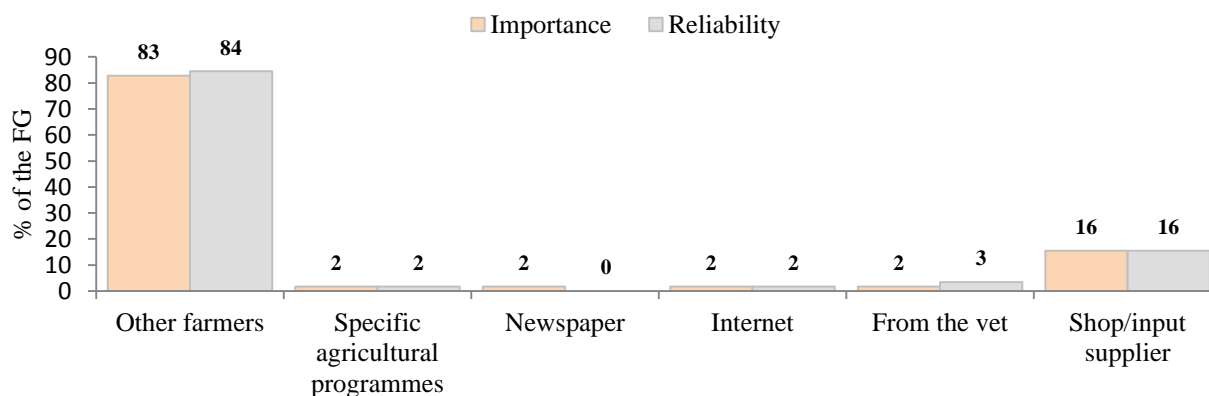 Importance Reliability
% of the FG
90
80
70
60
50
40
30
20
10
0
83 84
2 2
2 0
2 2
2 3
16 16
Other farmers
Specific
agricultural
programmes
Newspaper
Internet
From the vet
Shop/input
supplier